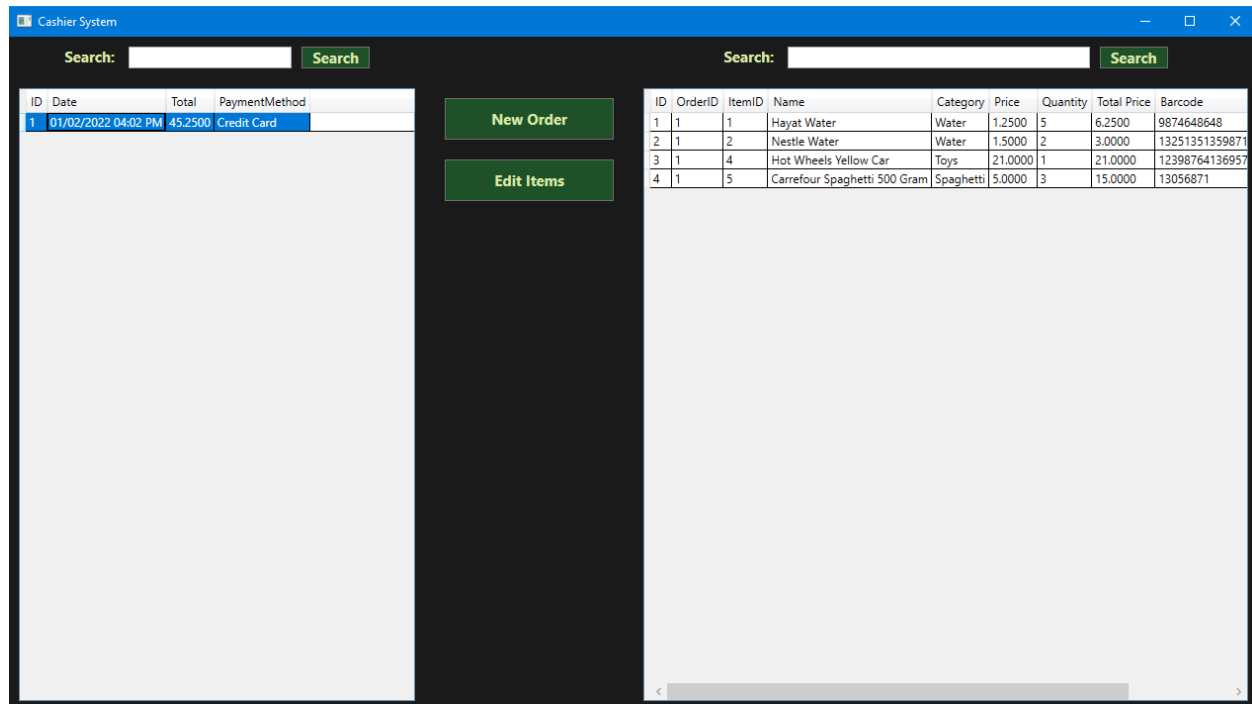 Cashier System
Search: Search
Search: Search
ID Date Total PaymentMethod
1 01/02/2022 04:02 PM 45.2500 Credit Card
New Order
Edit Items
ID OrderID ItemID Name Category Price Quantity Total Price Barcode
1 1 1 Hayat Water Water 1.2500 5 6.2500 9874648648
2 1 2 Nestle Water Water 1.5000 2 3.0000 13251351359871
3 1 4 Hot Wheels Yellow Car Toys 21.0000 1 21.0000 12398764136957
4 1 5 Carrefour Spaghetti 500 Gram Spaghetti 5.0000 3 15.0000 13056871